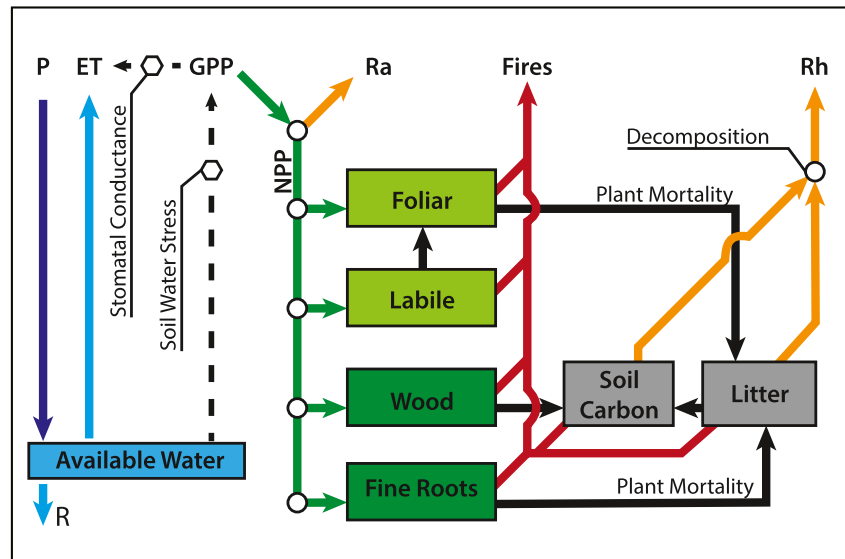 P ET GPP Ra Fires Rh
Stomatal Conductance
Soil Water Stress
NPP
Decomposition
Foliar
Plant Mortality
Labile
Wood
Soil
Carbon
Litter
Available Water
Fine Roots
Plant Mortality
R